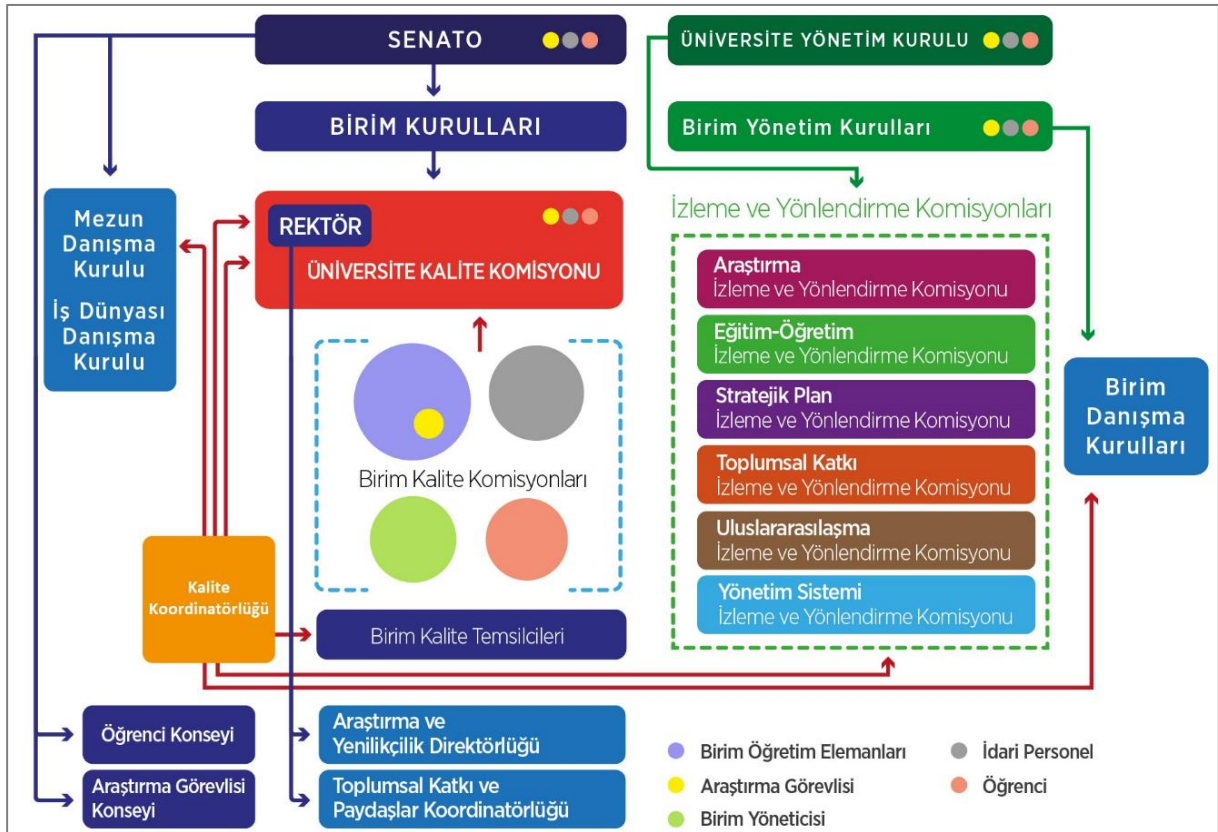 SENATO
ÜNİVERSİTE YÖNETİM KURULU
BİRİM KURULLARI
Birim Yönetim Kurulları
Mezun
Danışma
Kurulu
İş Dünyası
Danışma
Kurulu
REKTÖR
ÜNİVERSİTE KALİTE KOMİSYONU
İzleme ve Yönlendirme Komisyonları
Araştırma
İzleme ve Yönlendirme Komisyonu
Eğitim-Öğretim
İzleme ve Yönlendirme Komisyonu
Stratejik Plan
İzleme ve Yönlendirme Komisyonu
Toplumsal Katkı
İzleme ve Yönlendirme Komisyonu
Uluslararasılaşma
İzleme ve Yönlendirme Komisyonu
Yönetim Sistemi
İzleme ve Yönlendirme Komisyonu
Birim
Danışma
Kurulları
Birim Kalite Komisyonları
Kalite
Koordinatörlüğü
Birim Kalite Temsilcileri
Öğrenci Konseyi
Araştırma Görevlisi
Konseyi
Araştırma ve
Yenilikçilik Direktörlüğü
Toplumsal Katkı ve
Paydaşlar Koordinatörlüğü
Birim Öğretim Elemanları
Araştırma Görevlisi
Birim Yöneticisi
İdari Personel
Öğrenci